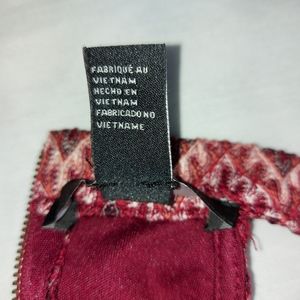 FABRIQUÉ AU
VIETNAM
HECHO EN
VIETNAM
FABRICADO NO
VIETNAME